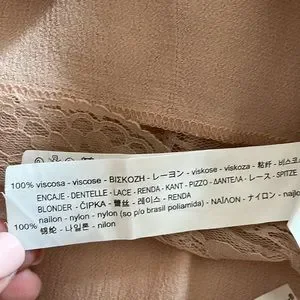 100% viscosa - viscose - ΒΙΣΚΟΖΗ - レーヨン - viskose - viskoza - 粘纤 -
ENCAJE - DENTELLE - LACE - RENDA - KANT - PIZZO - ΔΑΝΤΕΛΑ - レース - SPITZE
BLONDER - ČIPKA - 蕾丝 - 레이스 - RENDA
nailon - nylon - nylon (so p/o brasil poliamida) - ΝΑΪΛΟΝ - ナイロン -
100% 锦纶 - 나일론 - nilon